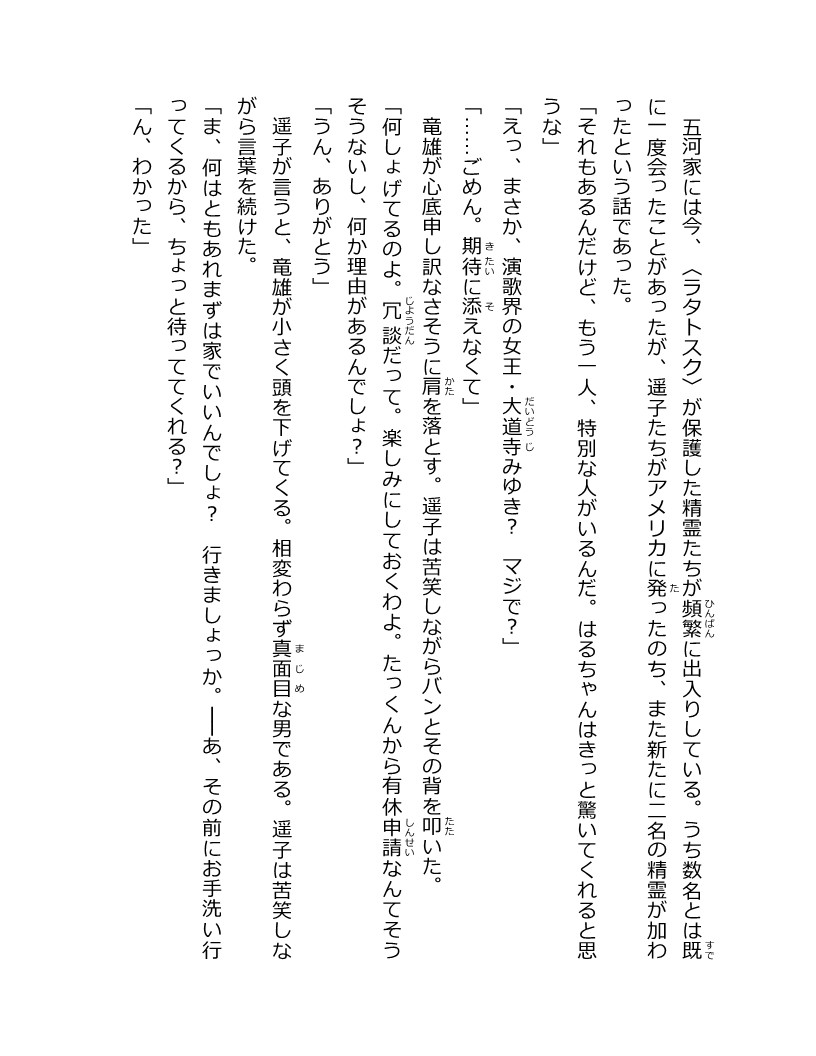 五河家には今、〈ラタトスク〉が保護した精霊たちが頻繁に出入りしている。うち数名とは既
に一度会ったことがあったが、遥子たちがアメリカに発ったのち、また新たに二名の精霊が加わ
ったという話であった。
「それもあるんだけど、もう一人、特別な人がいるんだ。はるちゃんはきっと驚いてくれると思
うな」
「えっ、まさか、演歌界の女王・大道寺みゆき？　マジで？」
「……ごめん。期待に添えなくて」
竜雄が心底申し訳なさそうに肩を落とす。遥子は苦笑しながらバンとその背を叩いた。
「何しょげてるのよ。冗談だって。楽しみにしておくわよ。たっくんから有休申請なんてそう
そうないし、何か理由があるんでしょ？」
「うん、ありがとう」
遥子が言うと、竜雄が小さく頭を下げてくる。相変わらず真面目な男である。遥子は苦笑しな
がら言葉を続けた。
「ま、何はともあれまずは家でいいんでしょ？　行きましょっか。――あ、その前にお手洗い行
ってくるから、ちょっと待っててくれる？」
「ん、わかった」